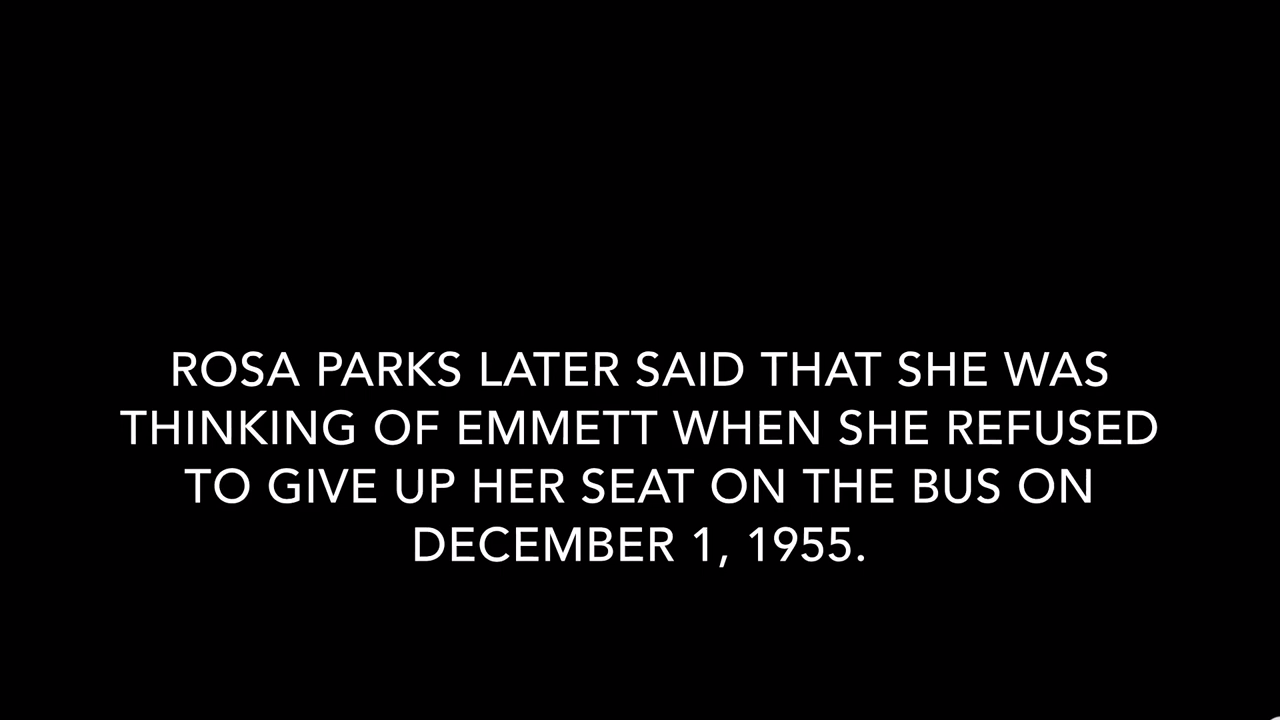 ROSA PARKS LATER SAID THAT SHE WAS
THINKING OF EMMETT WHEN SHE REFUSED
TO GIVE UP HER SEAT ON THE BUS ON
DECEMBER 1, 1955.